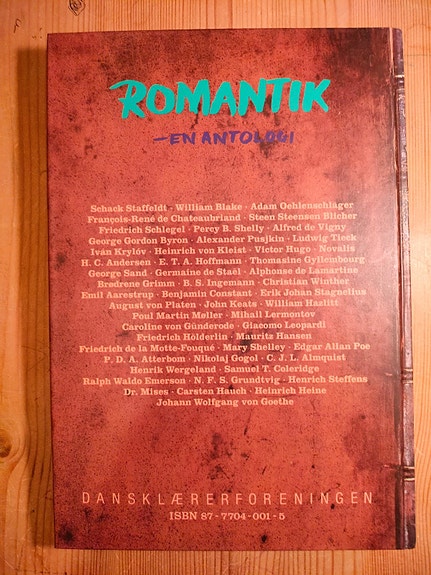 ROMANTIK
–EN ANTOLOGI
Schack Staffeldt · William Blake · Adam Oehlenschläger
François-René de Chateaubriand · Steen Steensen Blicher
Friedrich Schlegel · Percy B. Shelly · Alfred de Vigny
George Gordon Byron · Alexander Pusjkin · Ludwig Tieck
Iván Krylóv · Heinrich von Kleist · Victor Hugo · Novalis
H. C. Andersen · E. T. A. Hoffmann · Thomasine Gyllembourg
George Sand · Germaine de Staël · Alphonse de Lamartine
Brødrene Grimm · B. S. Ingemann · Christian Winther
Emil Aarestrup · Benjamin Constant · Erik Johan Stagnelius
August von Platen · John Keats · William Hazlitt
Poul Martin Møller · Mihail Lermontov
Caroline von Günderode · Giacomo Leopardi
Friedrich Hölderlin · Mauritz Hansen
Friedrich de la Motte-Fouqué · Mary Shelley · Edgar Allan Poe
P. D. A. Atterbom · Nikolaj Gogol · C. J. L. Almquist
Henrik Wergeland · Samuel T. Coleridge
Ralph Waldo Emerson · N. F. S. Grundtvig · Henrich Steffens
Dr. Mises · Carsten Hauch · Heinrich Heine
Johann Wolfgang von Goethe
DANSKLÆRERFORENINGEN
ISBN 87-7704-001-5